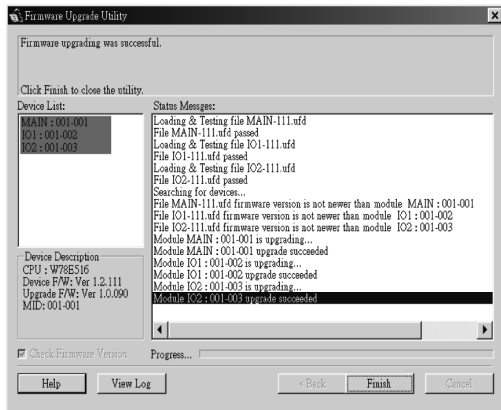 Firmware Upgrade Utility
Firmware upgrading was successful.
Click Finish to close the utility.
Device List:
MAIN : 001-001
IO1 : 001-002
IO2 : 001-003
Device Description
CPU : W78E516
Device F/W: Ver 1.2.111
Upgrade F/W: Ver 1.0.090
MID: 001-001
Status Messges:
Loading & Testing file MAIN-111.ufd
File MAIN-111.ufd passed
Loading & Testing file IO1-111.ufd
File IO1-111.ufd passed
Loading & Testing file IO2-111.ufd
File IO2-111.ufd passed
Searching for devices...
File MAIN-111.ufd firmware version is not newer than module MAIN : 001-001
File IO1-111.ufd firmware version is not newer than module IO1 : 001-002
File IO2-111.ufd firmware version is not newer than module IO2 : 001-003
Module MAIN : 001-001 is upgrading...
Module MAIN : 001-001 upgrade succeeded
Module IO1 : 001-002 is upgrading...
Module IO1 : 001-002 upgrade succeeded
Module IO2 : 001-003 is upgrading...
Module IO2 : 001-003 upgrade succeeded
Check Firmware Version
Progress...
Help
View Log
< Back
Finish
Cancel